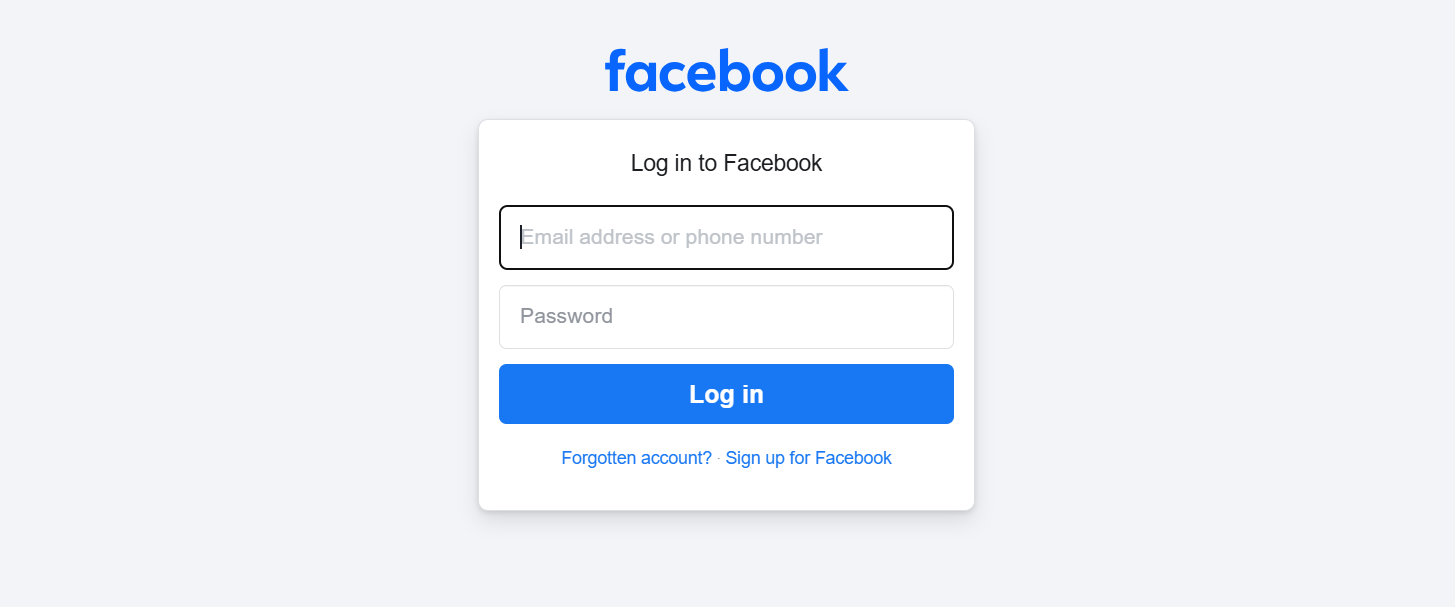 facebook
Log in to Facebook
Email address or phone number
Password
Log in
Forgotten account? · Sign up for Facebook